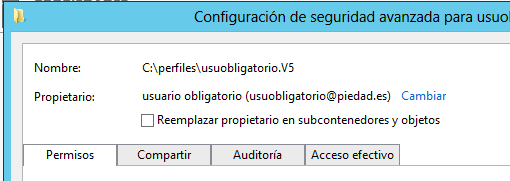 Configuración de seguridad avanzada para usuo
Nombre: C:\perfiles\usuobligatorio.V5
Propietario: usuario obligatorio (usuobligatorio@piedad.es) Cambiar
Reemplazar propietario en subcontenedores y objetos
Permisos Compartir Auditoría Acceso efectivo